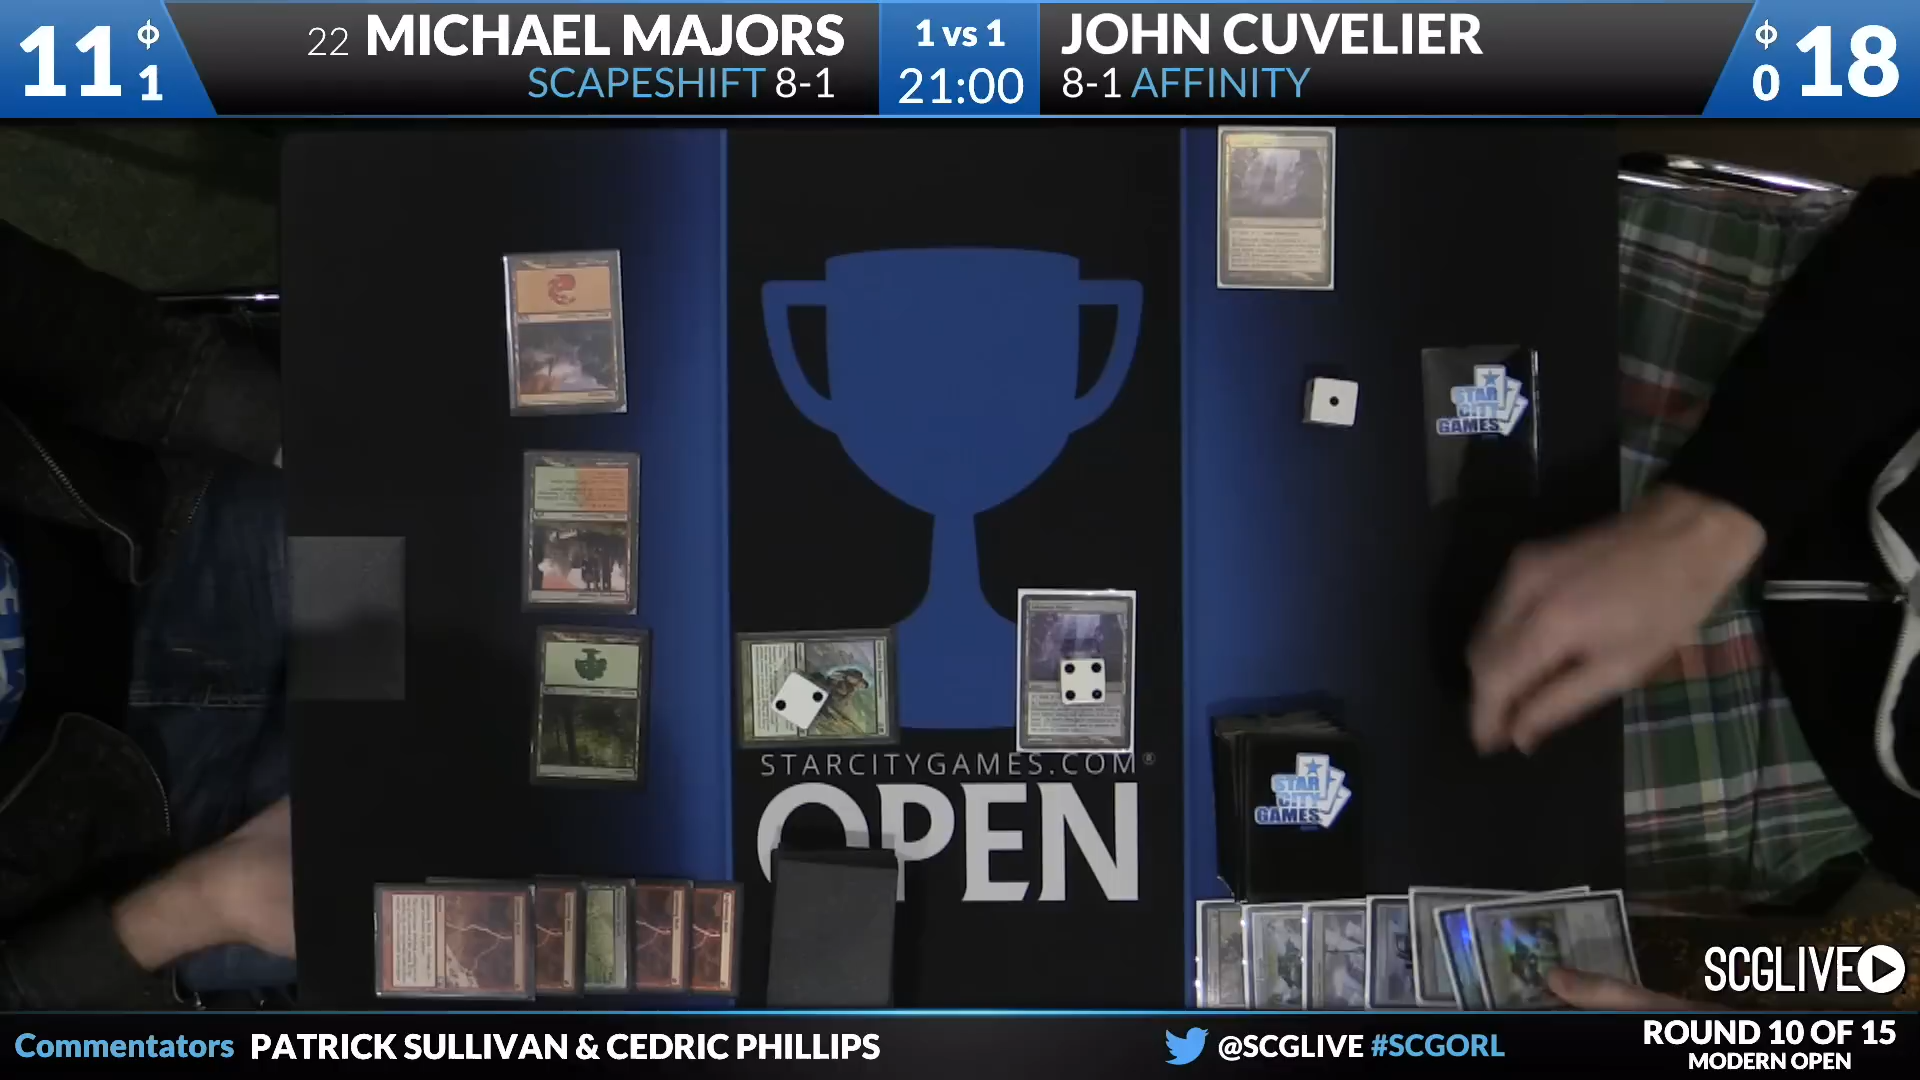 11 1
22 MICHAEL MAJORS
SCAPESHIFT 8-1
1 vs 1
21:00
JOHN CUVELIER
8-1 AFFINITY
0 18
STAR
CITY
GAMES
STARCITYGAMES.COM®
OPEN
STAR
CITY
GAMES
SCGLIVE
Commentators PATRICK SULLIVAN & CEDRIC PHILLIPS
@SCGLIVE #SCGORL
ROUND 10 OF 15
MODERN OPEN